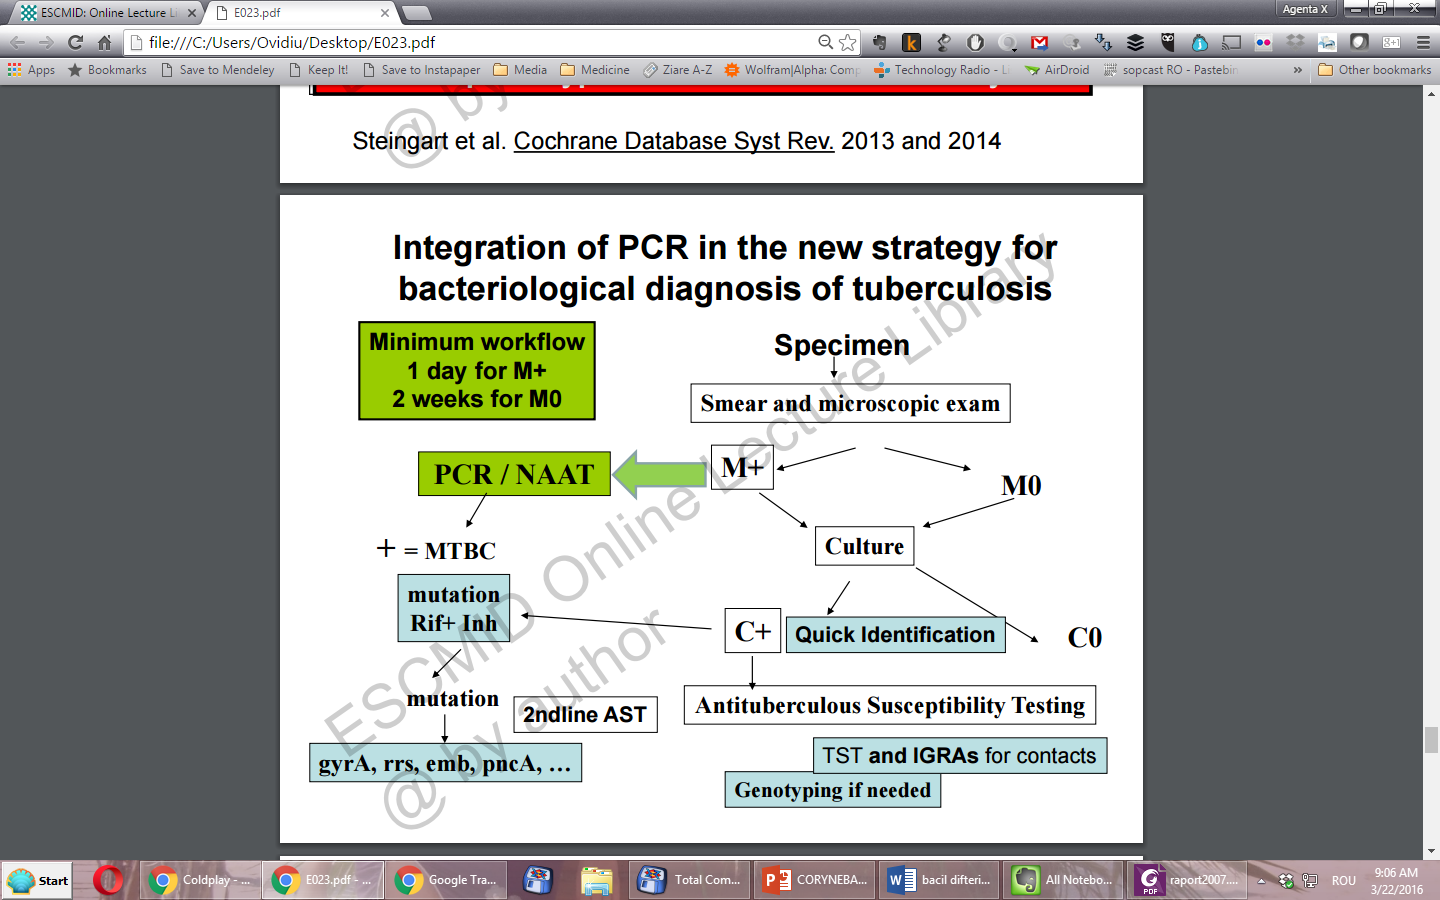 ESCMID: Online Lecture Li
E023.pdf
Agenta X
file:///C:/Users/Ovidiu/Desktop/E023.pdf
Apps
Bookmarks
Save to Mendeley
Keep It!
Save to Instapaper
Media
Medicine
Ziare A-Z
Wolfram|Alpha: Comp
Technology Radio - Li
AirDroid
sopcast RO - Pastebin
»
Other bookmarks
Steingart et al. Cochrane Database Syst Rev. 2013 and 2014
Integration of PCR in the new strategy for
bacteriological diagnosis of tuberculosis
Minimum workflow
1 day for M+
2 weeks for M0
Specimen
Smear and microscopic exam
PCR / NAAT
M+
M0
Culture
+ = MTBC
mutation
Rif+ Inh
C+
Quick Identification
C0
mutation
2ndline AST
Antituberculous Susceptibility Testing
gyrA, rrs, emb, pncA, …
TST and IGRAs for contacts
Genotyping if needed
ESCMID Online Lecture Library
@ by author
@ by
Start
Coldplay - ...
E023.pdf - ...
Google Tra...
Total Com...
CORYNEBA...
bacil difteri...
All Notebo...
raport2007....
ROU
9:06 AM
3/22/2016